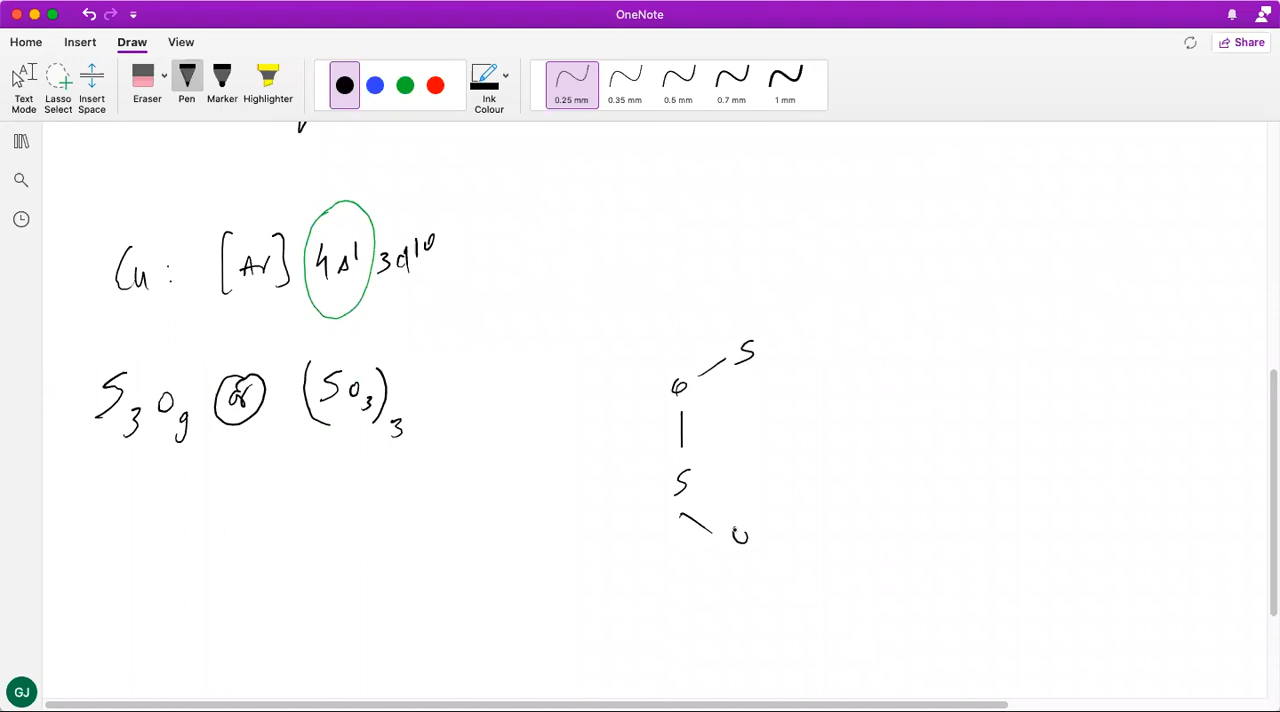 OneNote
Home Insert Draw View
Share
Text Mode
Lasso Select
Insert Space
Eraser
Pen
Marker
Highlighter
Ink Colour
0.25 mm
0.35 mm
0.5 mm
0.7 mm
1 mm
Cu : [Ar] 4s¹ 3d¹⁰
S₃O₉ or (SO₃)₃
S
O
S
O
GJ